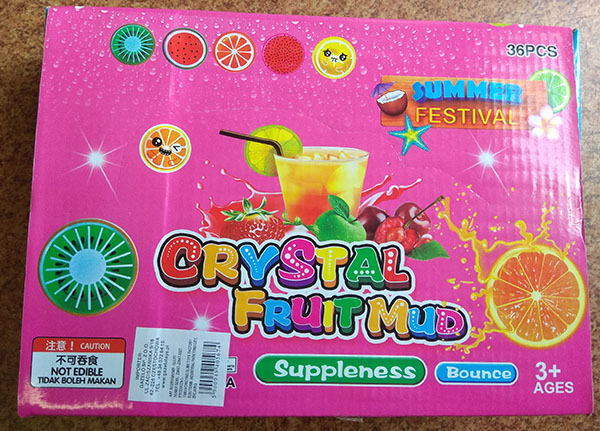 36PCS
SUMMER
FESTIVAL
CRYSTAL
FRUIT MUD
注意！ CAUTION
不可吞食
NOT EDIBLE
TIDAK BOLEH MAKAN
IMPORTER:
A
Suppleness
Bounce
3+
AGES